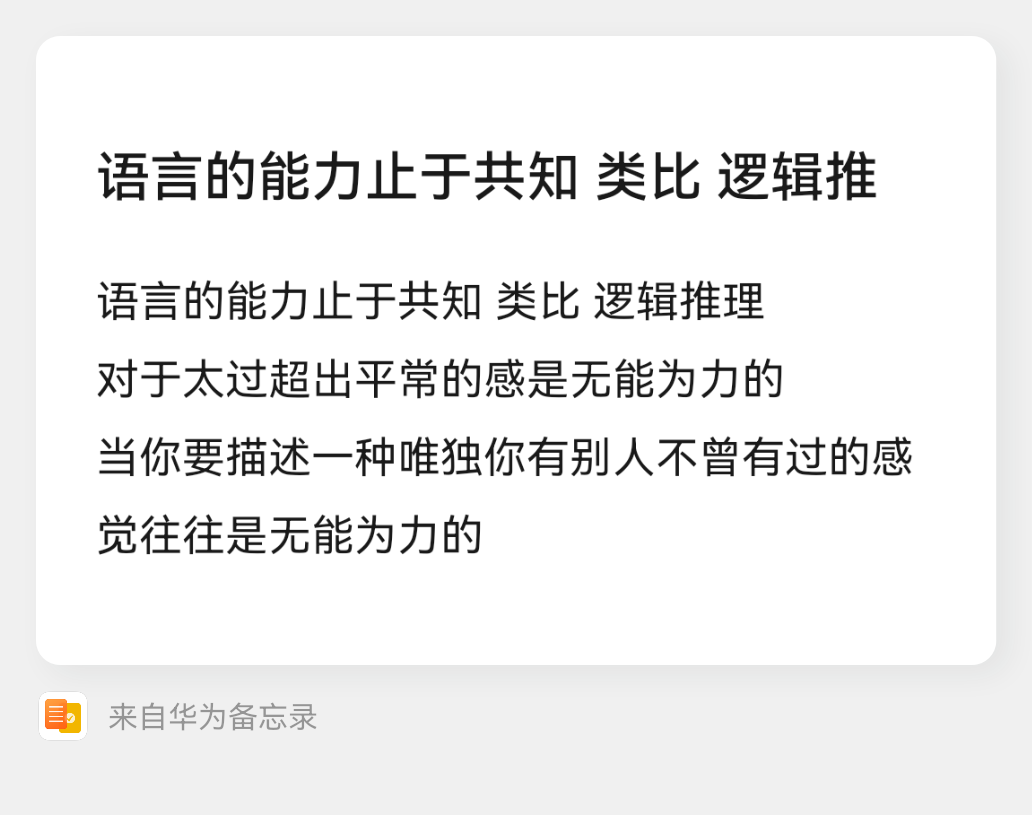 语言的能力止于共知 类比 逻辑推
语言的能力止于共知 类比 逻辑推理
对于太过超出平常的感是无能为力的
当你要描述一种唯独你有别人不曾有过的感
觉往往是无能为力的
来自华为备忘录